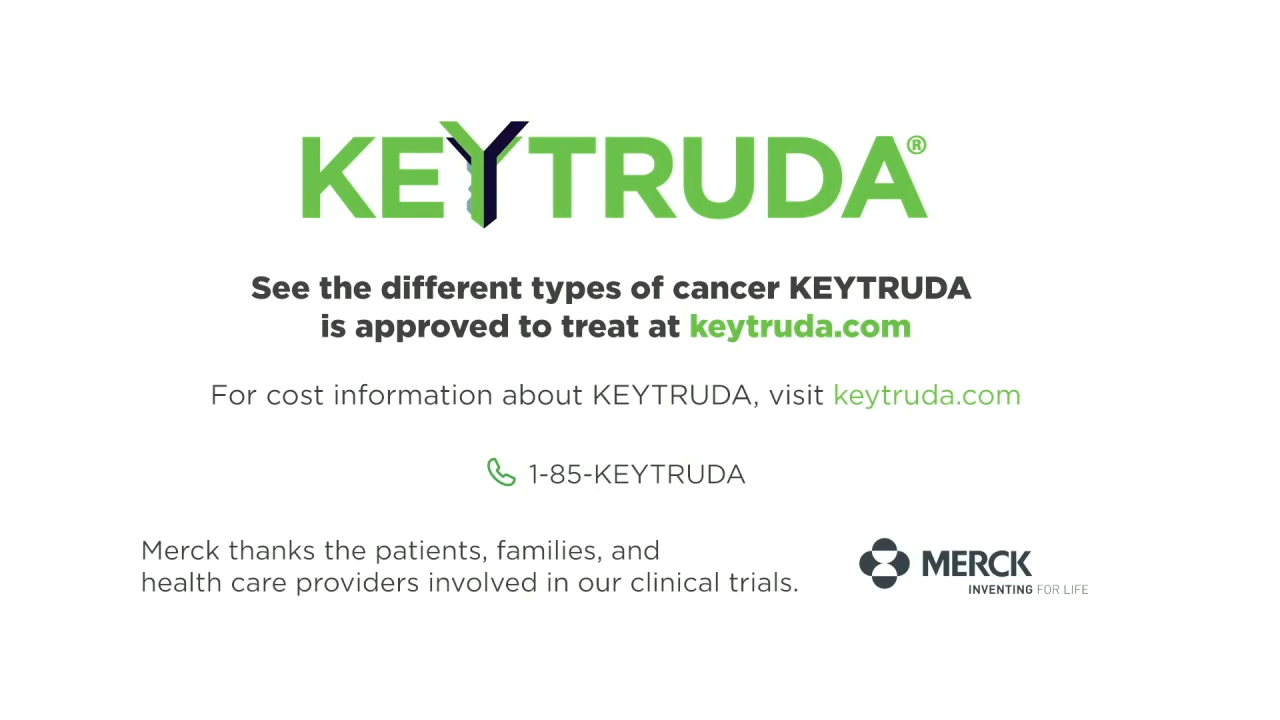 KEYTRUDA®
See the different types of cancer KEYTRUDA
is approved to treat at keytruda.com
For cost information about KEYTRUDA, visit keytruda.com
1-85-KEYTRUDA
Merck thanks the patients, families, and
health care providers involved in our clinical trials.
MERCK
INVENTING FOR LIFE